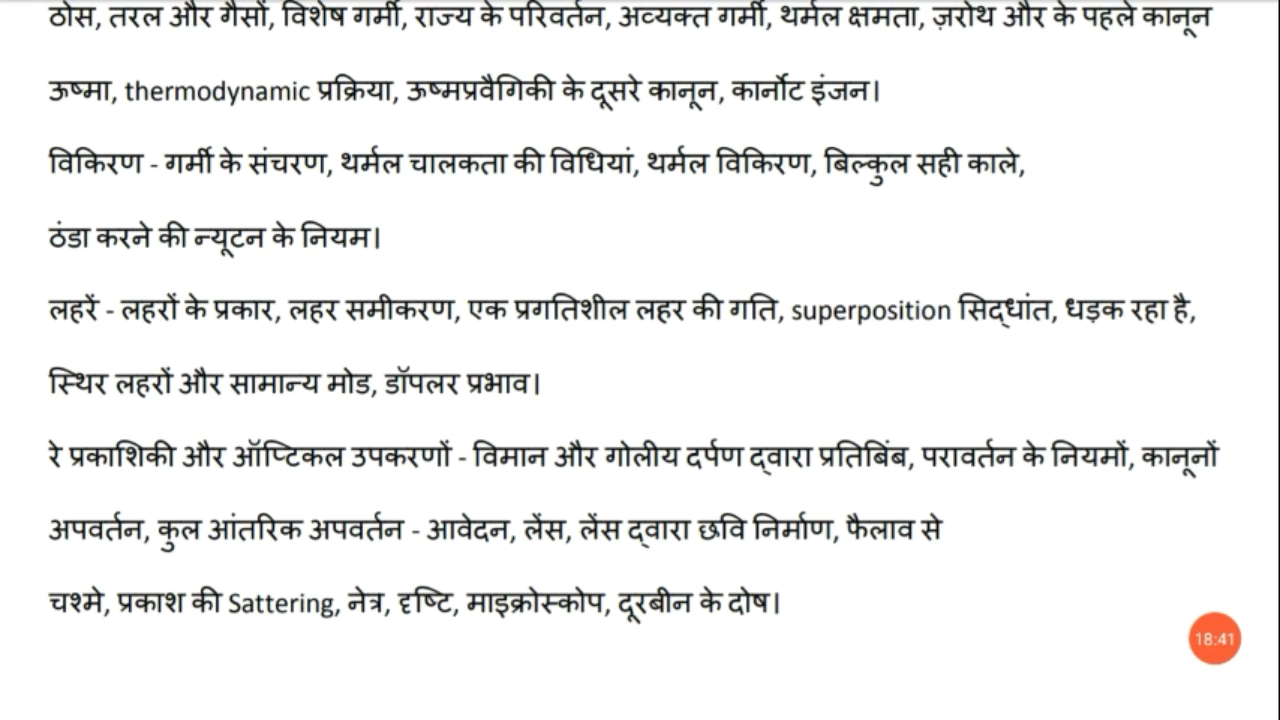 ठोस, तरल और गैसों, विशेष गर्मी, राज्य के परिवर्तन, अव्यक्त गर्मी, थर्मल क्षमता, ज़रोथ और के पहले कानून
ऊष्मा, thermodynamic प्रक्रिया, ऊष्मप्रवैगिकी के दूसरे कानून, कार्नोट इंजन।
विकिरण - गर्मी के संचरण, थर्मल चालकता की विधियां, थर्मल विकिरण, बिल्कुल सही काले,
ठंडा करने की न्यूटन के नियम।
लहरें - लहरों के प्रकार, लहर समीकरण, एक प्रगतिशील लहर की गति, superposition सिद्धांत, धड़क रहा है,
स्थिर लहरों और सामान्य मोड, डॉपलर प्रभाव।
रे प्रकाशिकी और ऑप्टिकल उपकरणों - विमान और गोलीय दर्पण द्वारा प्रतिबिंब, परावर्तन के नियमों, कानूनों
अपवर्तन, कुल आंतरिक अपवर्तन - आवेदन, लेंस, लेंस द्वारा छवि निर्माण, फैलाव से
चश्मे, प्रकाश की Sattering, नेत्र, दृष्टि, माइक्रोस्कोप, दूरबीन के दोष।
18:41